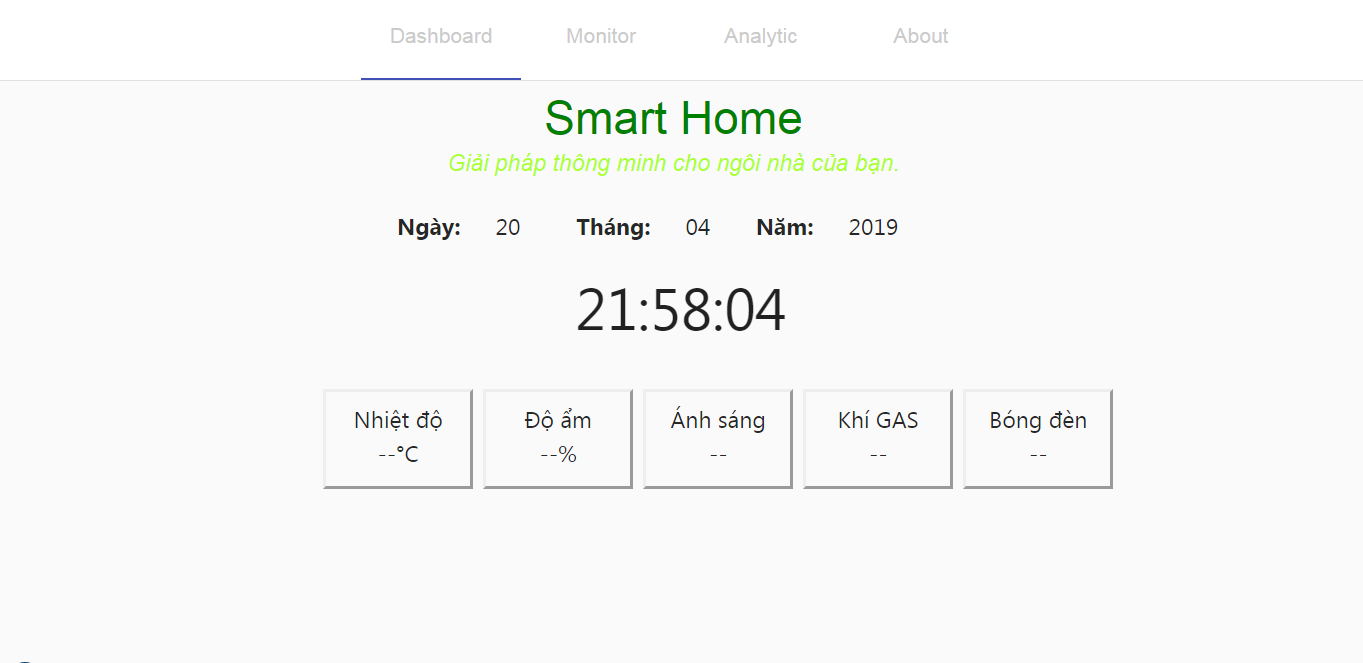 Dashboard Monitor Analytic About
Smart Home
Giải pháp thông minh cho ngôi nhà của bạn.
Ngày: 20 Tháng: 04 Năm: 2019
21:58:04
Nhiệt độ Độ ẩm Ánh sáng Khí GAS Bóng đèn
--°C --% -- -- --